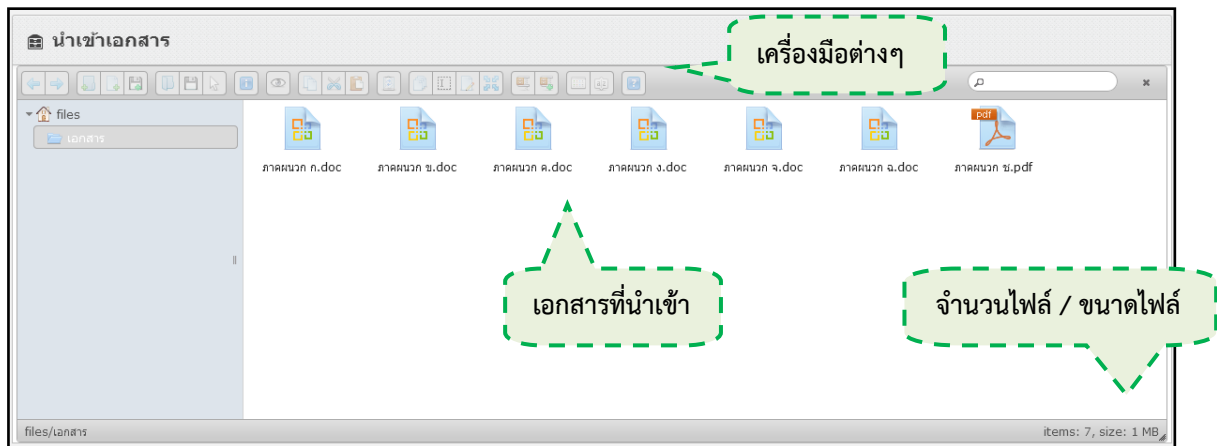 นำเข้าเอกสาร
เครื่องมือต่างๆ
files
เอกสาร
ภาคผนวก ก.doc
ภาคผนวก ข.doc
ภาคผนวก ค.doc
ภาคผนวก ง.doc
ภาคผนวก จ.doc
ภาคผนวก ฉ.doc
pdf
ภาคผนวก ช.pdf
เอกสารที่นำเข้า
จำนวนไฟล์ / ขนาดไฟล์
files/เอกสาร
items: 7, size: 1 MB